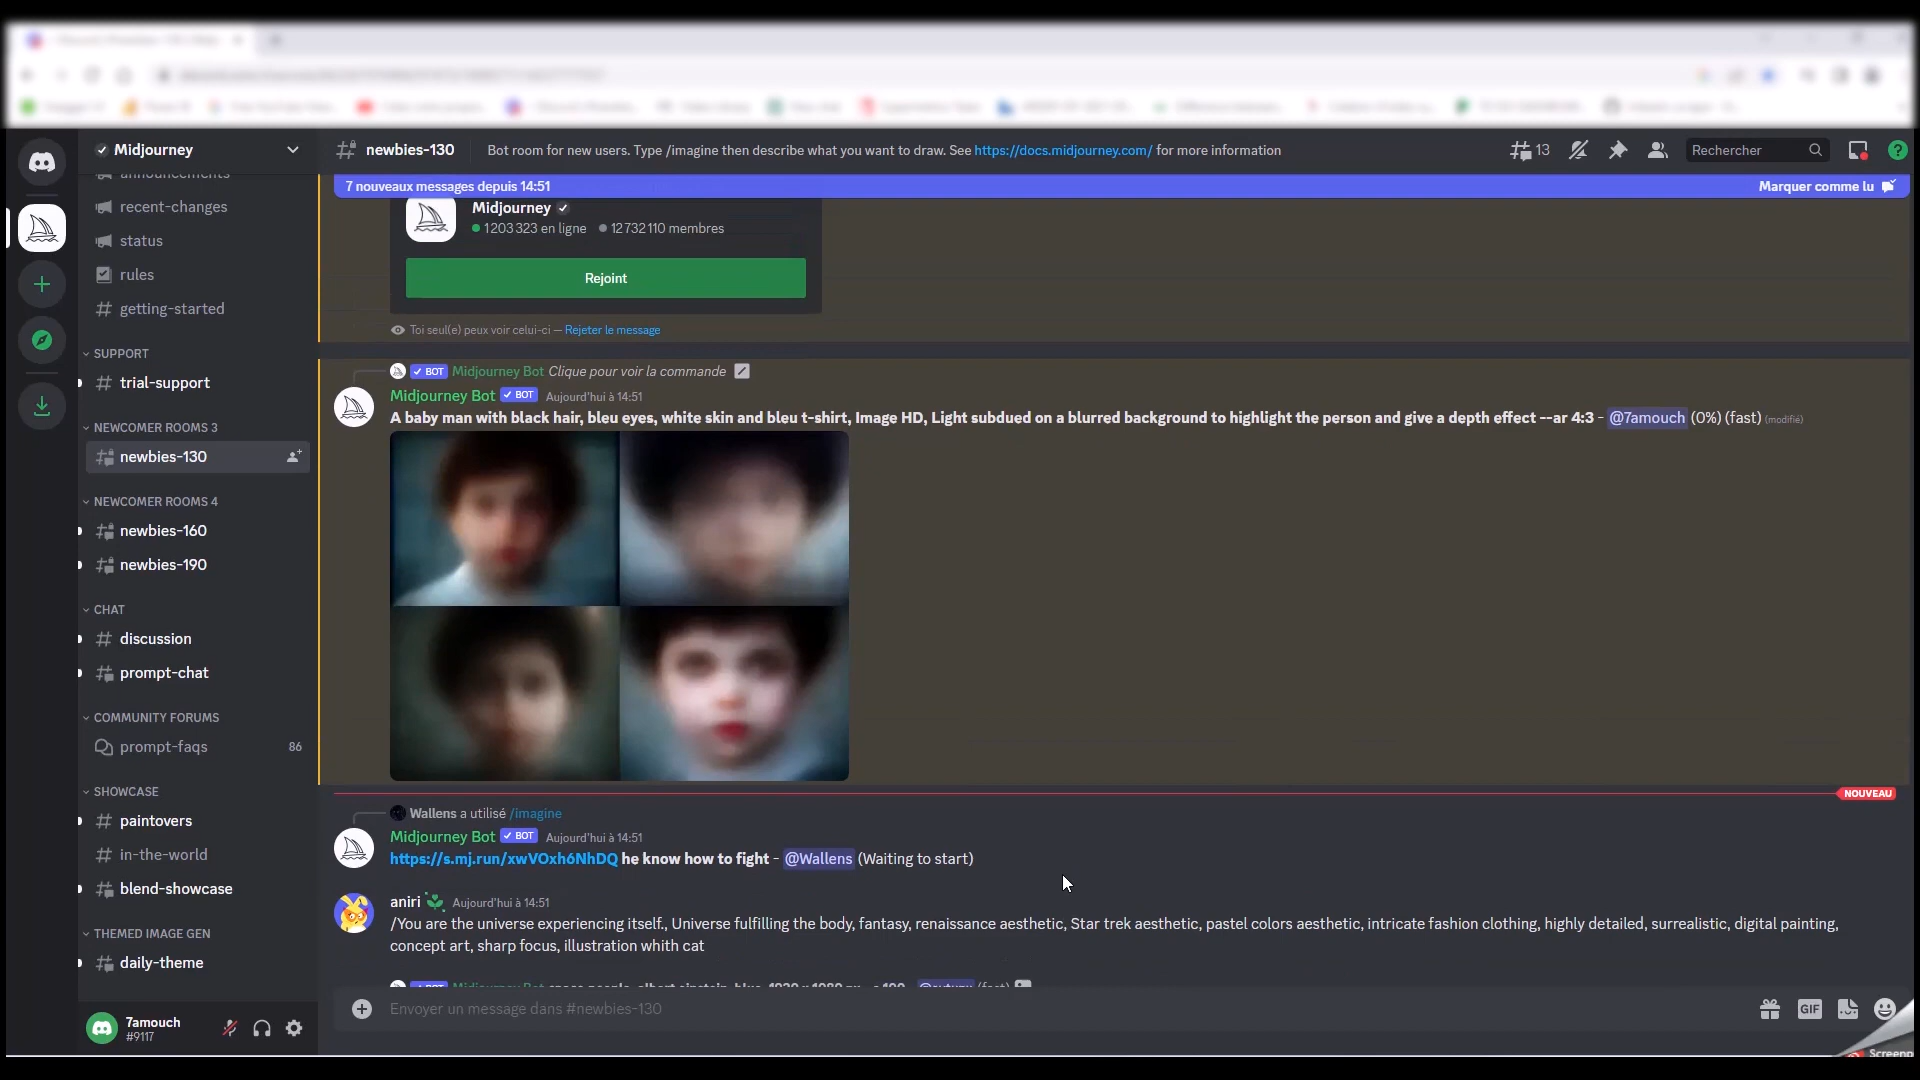 Midjourney
announcements
recent-changes
status
rules
getting-started
SUPPORT
trial-support
NEWCOMER ROOMS 3
newbies-130
NEWCOMER ROOMS 4
newbies-160
newbies-190
CHAT
discussion
prompt-chat
COMMUNITY FORUMS
prompt-faqs 86
SHOWCASE
paintovers
in-the-world
blend-showcase
THEMED IMAGE GEN
daily-theme
7amouch
#9117
newbies-130 Bot room for new users. Type /imagine then describe what you want to draw. See https://docs.midjourney.com/ for more information
13
Rechercher
7 nouveaux messages depuis 14:51 Marquer comme lu
Midjourney
1 203 323 en ligne 12 732 110 membres
Rejoint
Toi seul(e) peux voir celui-ci — Rejeter le message
BOT Midjourney Bot Clique pour voir la commande
Midjourney Bot BOT Aujourd'hui à 14:51
A baby man with black hair, bleu eyes, white skin and bleu t-shirt, Image HD, Light subdued on a blurred background to highlight the person and give a depth effect --ar 4:3 - @7amouch (0%) (fast) (modifié)
NOUVEAU
Wallens a utilisé /imagine
Midjourney Bot BOT Aujourd'hui à 14:51
https://s.mj.run/xwVOxh6NhDQ he know how to fight - @Wallens (Waiting to start)
aniri Aujourd'hui à 14:51
/You are the universe experiencing itself., Universe fulfilling the body, fantasy, renaissance aesthetic, Star trek aesthetic, pastel colors aesthetic, intricate fashion clothing, highly detailed, surrealistic, digital painting,
concept art, sharp focus, illustration whith cat
Envoyer un message dans #newbies-130
GIF